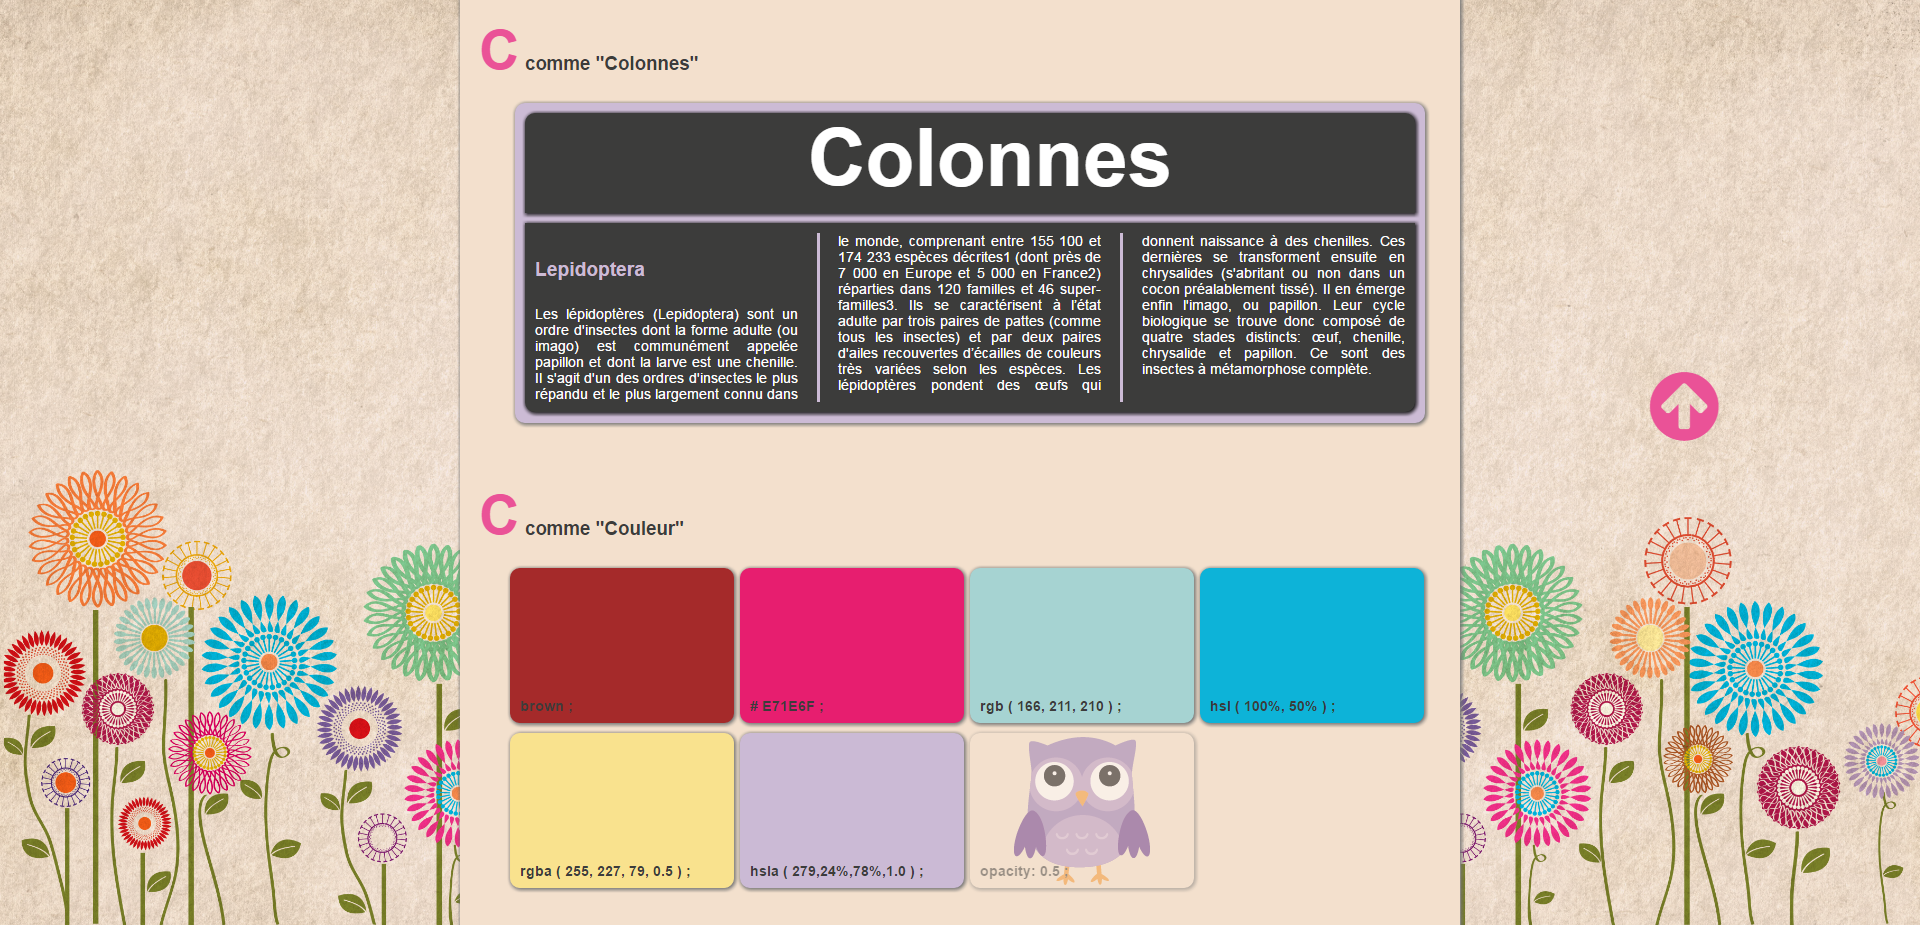 C comme "Colonnes"
Colonnes
Lepidoptera
Les lépidoptères (Lepidoptera) sont un
ordre d'insectes dont la forme adulte (ou
imago) est communément appelée
papillon et dont la larve est une chenille.
Il s'agit d'un des ordres d'insectes le plus
répandu et le plus largement connu dans
le monde, comprenant entre 155 100 et
174 233 espèces décrites1 (dont près de
7 000 en Europe et 5 000 en France2)
réparties dans 120 familles et 46 super-
familles3. Ils se caractérisent à l'état
adulte par trois paires de pattes (comme
tous les insectes) et par deux paires
d'ailes recouvertes d'écailles de couleurs
très variées selon les espèces. Les
lépidoptères pondent des œufs qui
donnent naissance à des chenilles. Ces
dernières se transforment ensuite en
chrysalides (s'abritant ou non dans un
cocon préalablement tissé). Il en émerge
enfin l'imago, ou papillon. Leur cycle
biologique se trouve donc composé de
quatre stades distincts: œuf, chenille,
chrysalide et papillon. Ce sont des
insectes à métamorphose complète.
C comme "Couleur"
brown ;
# E71E6F ;
rgb ( 166, 211, 210 ) ;
hsl ( 100%, 50% ) ;
rgba ( 255, 227, 79, 0.5 ) ;
hsla ( 279,24%,78%,1.0 ) ;
opacity: 0.5 ;